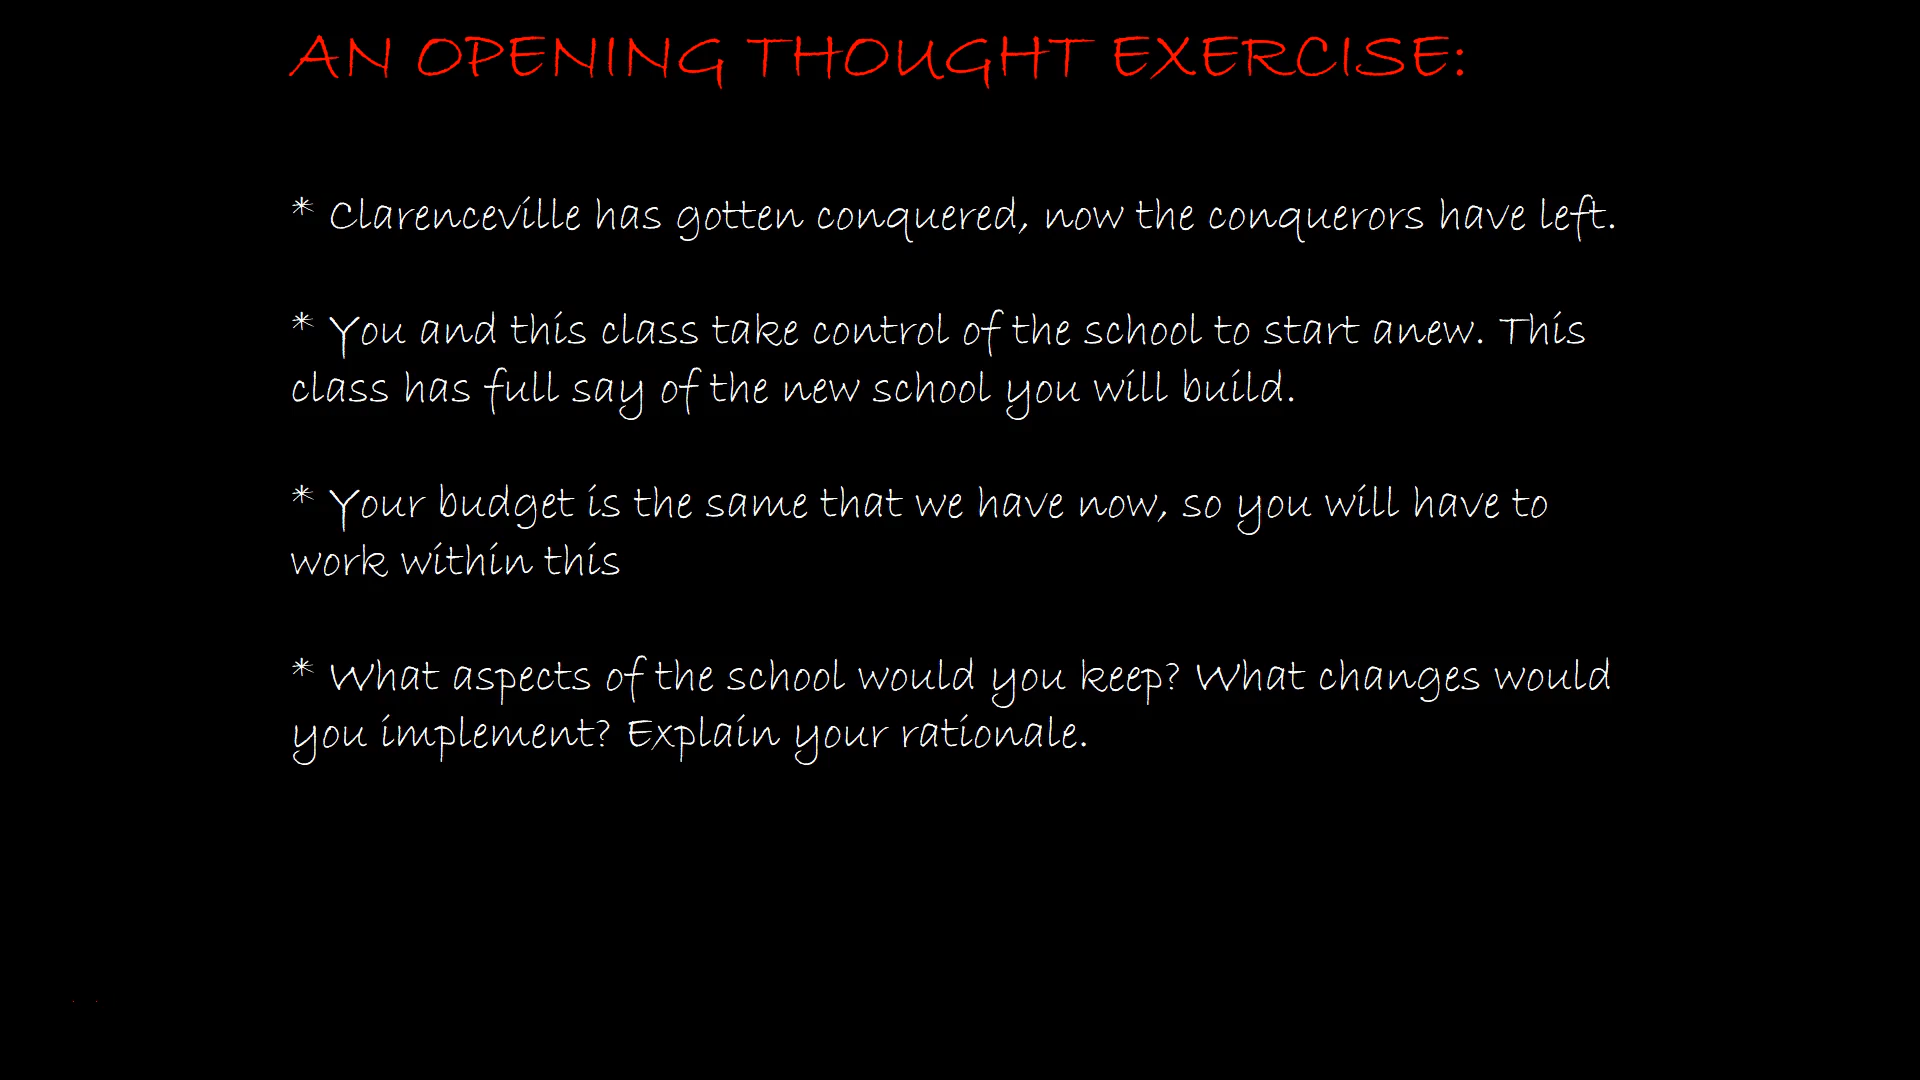 AN OPENING THOUGHT EXERCISE:
* Clarenceville has gotten conquered, now the conquerors have left.
* You and this class take control of the school to start anew. This
class has full say of the new school you will build.
* Your budget is the same that we have now, so you will have to
work within this
* What aspects of the school would you keep? What changes would
you implement? Explain your rationale.